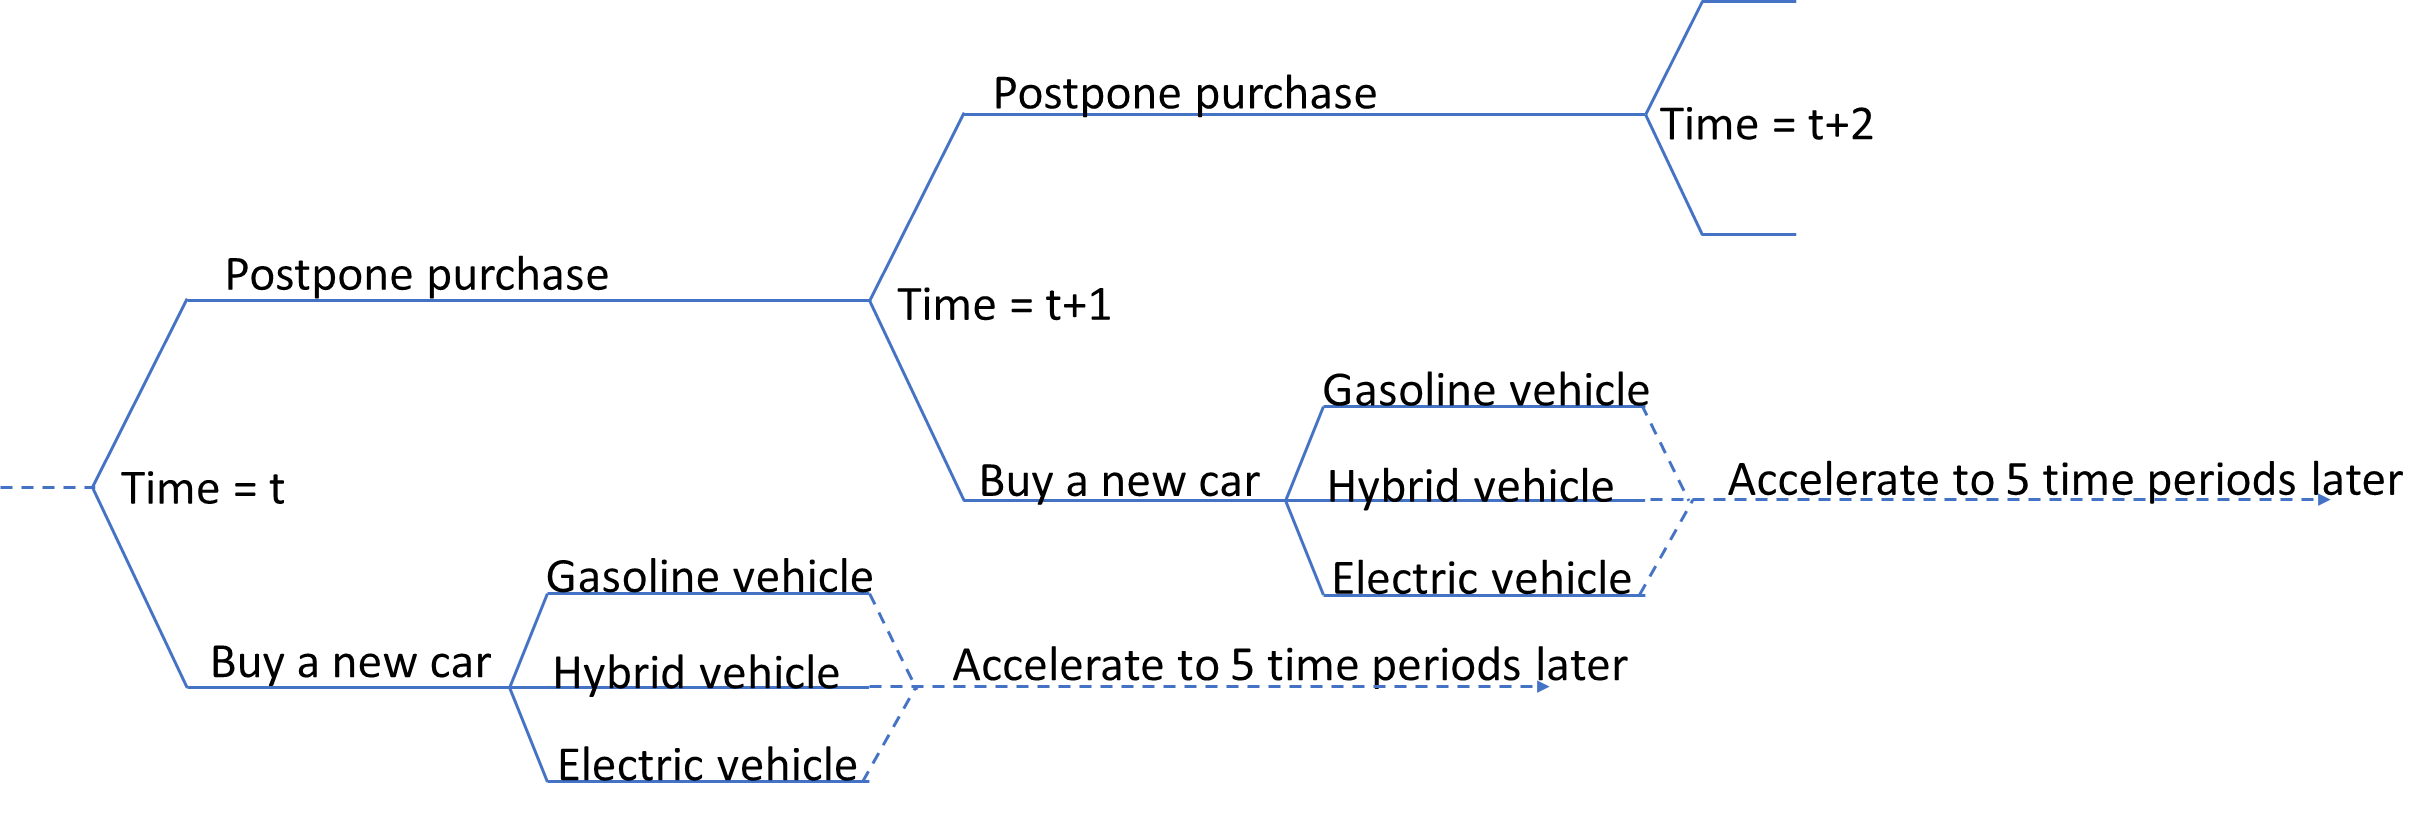 Postpone purchase
Time = t+2
Postpone purchase
Time = t+1
Gasoline vehicle
Buy a new car
Hybrid vehicle
Accelerate to 5 time periods later
Electric vehicle
Time = t
Gasoline vehicle
Buy a new car
Hybrid vehicle
Accelerate to 5 time periods later
Electric vehicle